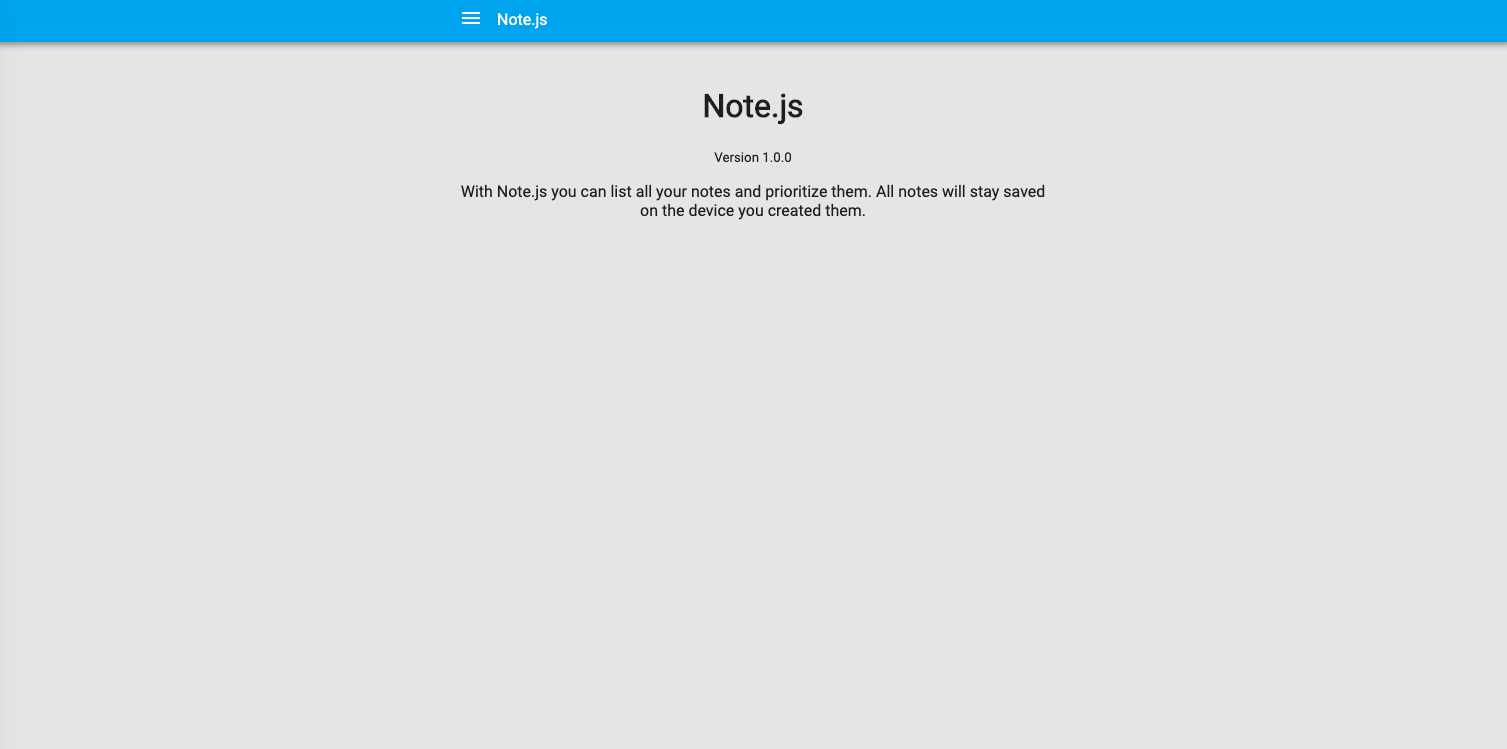 Note.js
Note.js
Version 1.0.0
With Note.js you can list all your notes and prioritize them. All notes will stay saved
on the device you created them.